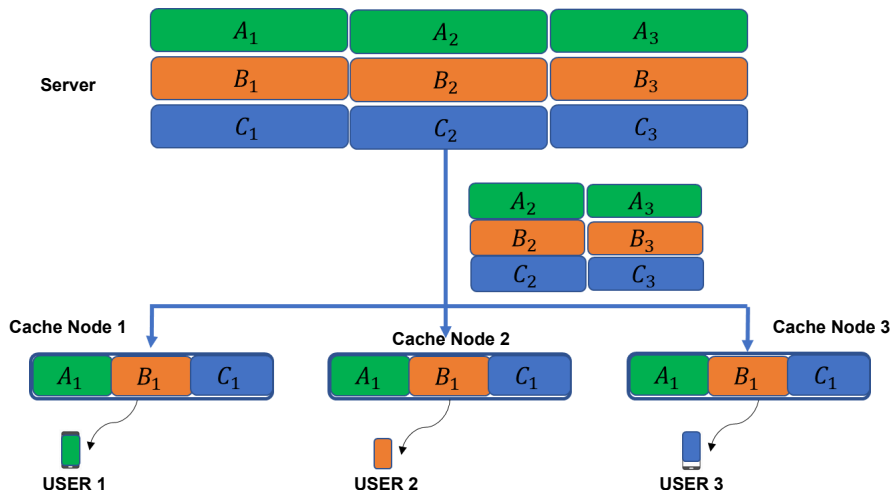 A₁ A₂ A₃
Server
B₁ B₂ B₃
C₁ C₂ C₃
A₂ A₃
B₂ B₃
C₂ C₃
Cache Node 1
Cache Node 2
Cache Node 3
A₁ B₁ C₁
A₁ B₁ C₁
A₁ B₁ C₁
USER 1
USER 2
USER 3